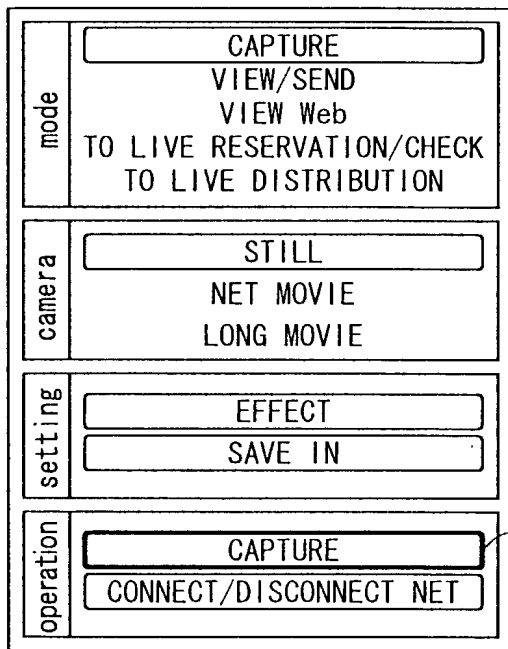 mode
CAPTURE
VIEW/SEND
VIEW Web
TO LIVE RESERVATION/CHECK
TO LIVE DISTRIBUTION
camera
STILL
NET MOVIE
LONG MOVIE
setting
EFFECT
SAVE IN
operation
CAPTURE
CONNECT/DISCONNECT NET